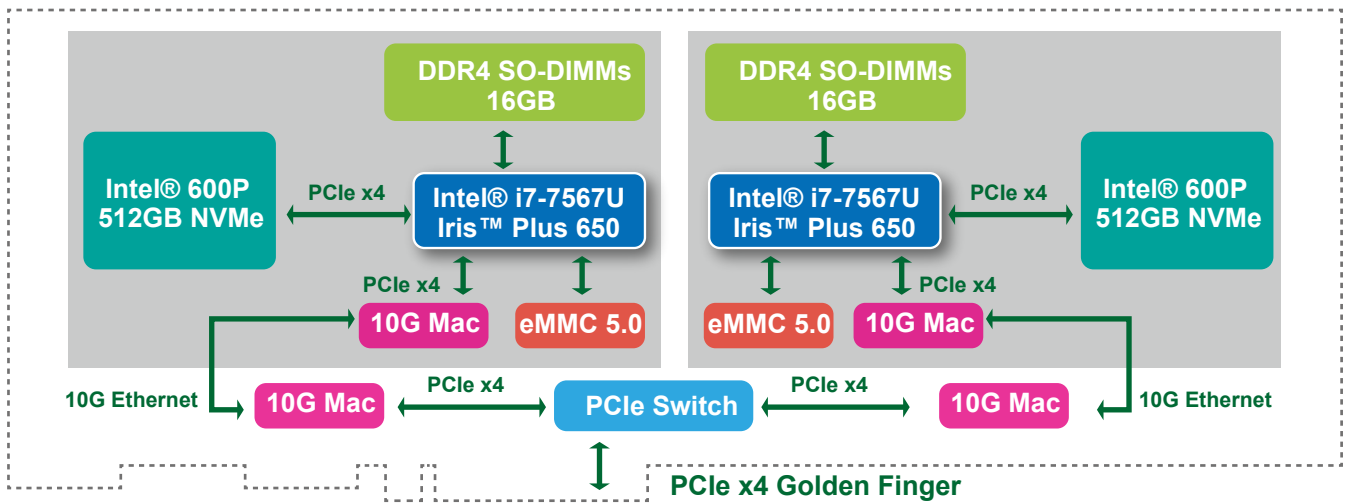 DDR4 SO-DIMMs
16GB
DDR4 SO-DIMMs
16GB
Intel® 600P
512GB NVMe
PCIe x4
Intel® i7-7567U
Iris™ Plus 650
Intel® i7-7567U
Iris™ Plus 650
PCIe x4
Intel® 600P
512GB NVMe
PCIe x4
10G Mac
eMMC 5.0
PCIe x4
eMMC 5.0
10G Mac
10G Ethernet
10G Mac
PCIe x4
PCIe Switch
PCIe x4
10G Mac
10G Ethernet
PCIe x4 Golden Finger